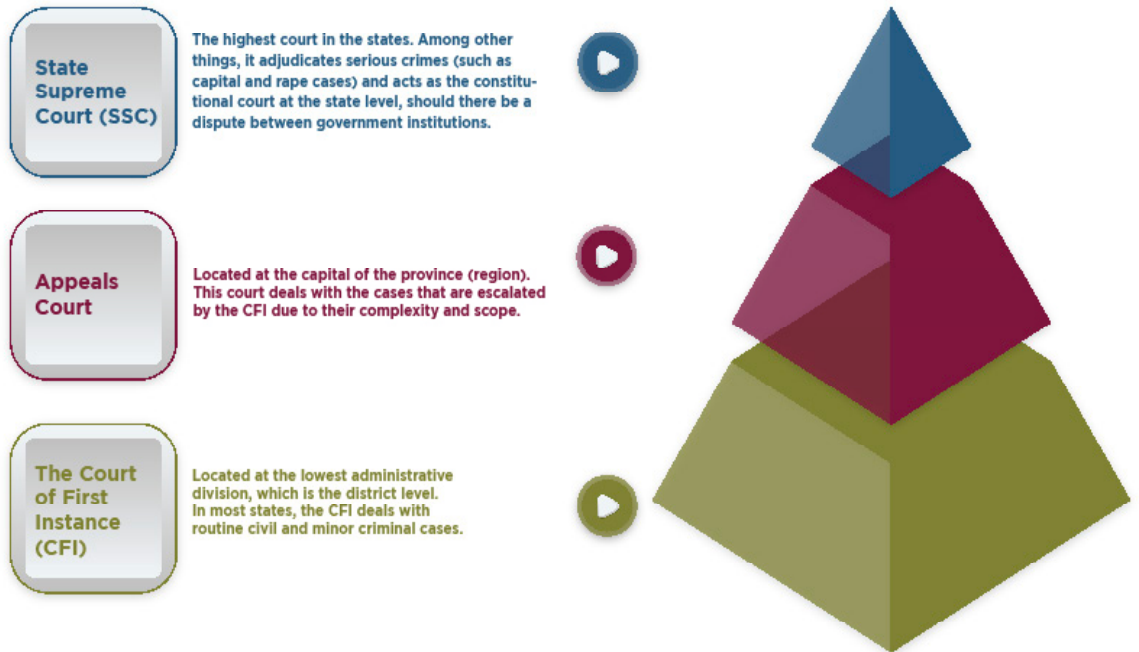 State
Supreme
Court (SSC)
The highest court in the states. Among other
things, it adjudicates serious crimes (such as
capital and rape cases) and acts as the constitu-
tional court at the state level, should there be a
dispute between government institutions.
Appeals
Court
Located at the capital of the province (region).
This court deals with the cases that are escalated
by the CFI due to their complexity and scope.
The Court
of First
Instance
(CFI)
Located at the lowest administrative
division, which is the district level.
In most states, the CFI deals with
routine civil and minor criminal cases.